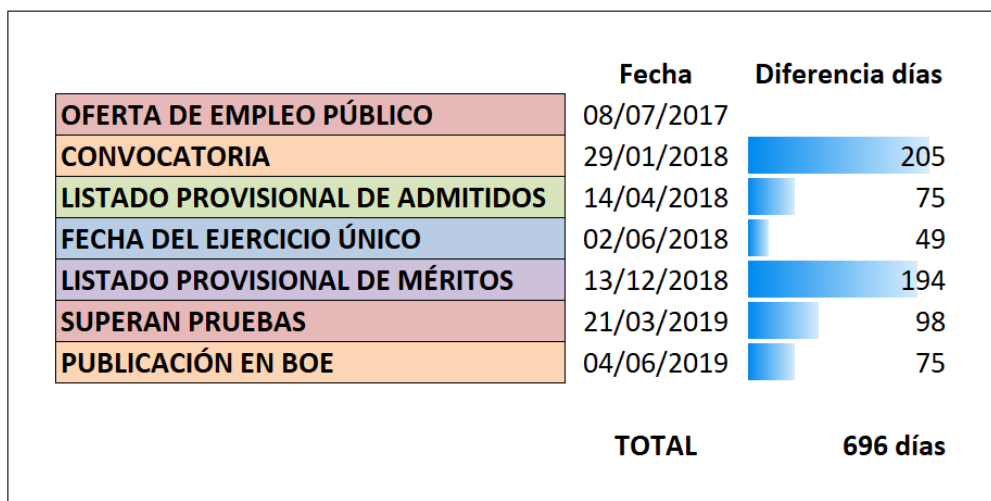 Fecha Diferencia días
OFERTA DE EMPLEO PÚBLICO 08/07/2017
CONVOCATORIA 29/01/2018 205
LISTADO PROVISIONAL DE ADMITIDOS 14/04/2018 75
FECHA DEL EJERCICIO ÚNICO 02/06/2018 49
LISTADO PROVISIONAL DE MÉRITOS 13/12/2018 194
SUPERAN PRUEBAS 21/03/2019 98
PUBLICACIÓN EN BOE 04/06/2019 75
TOTAL 696 días